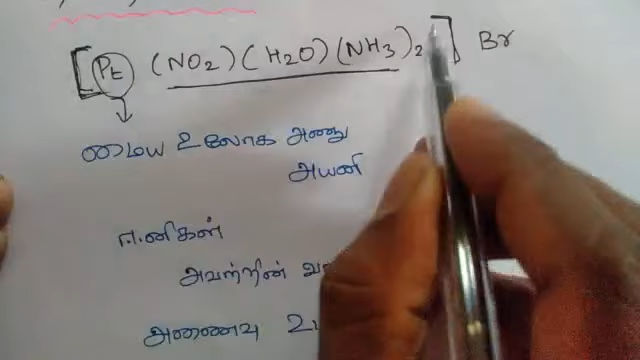 [Pt (NO2) (H2O) (NH3)2] Br
மைய உலோக அணு
அயனி
ஈனிகள்
அவற்றின்
அணைவு